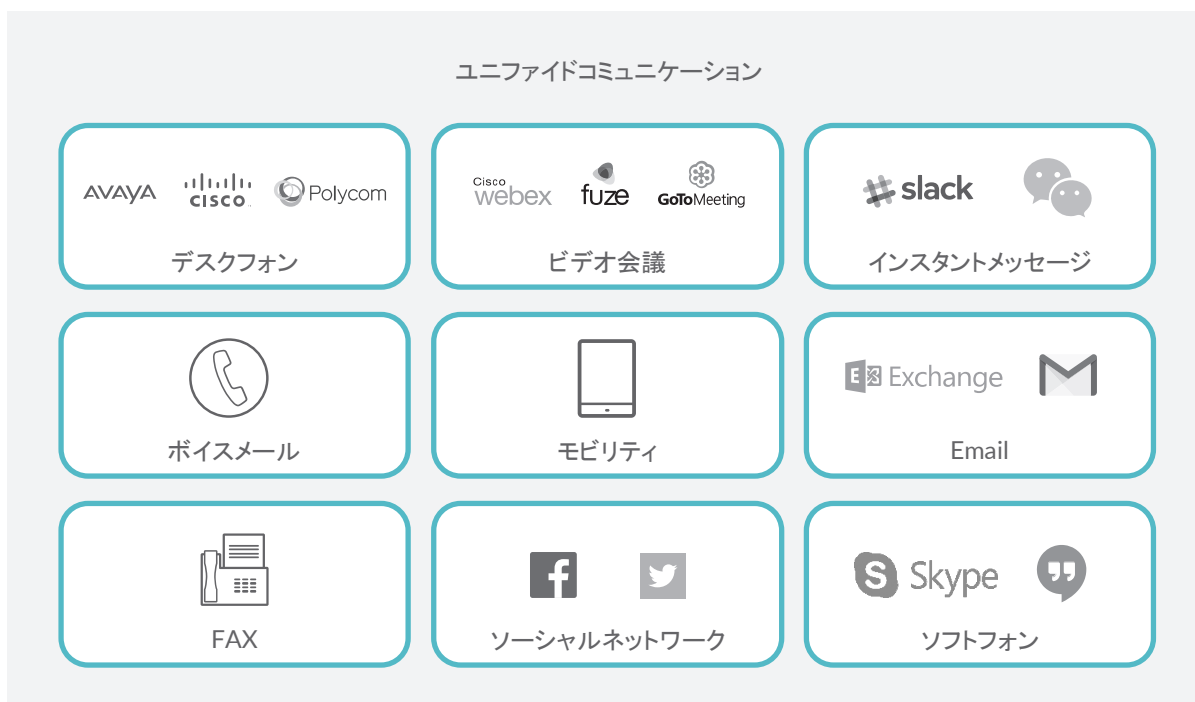 ユニファイドコミュニケーション
AVAYA
CISCO
Polycom
デスクフォン
Cisco
webex
fuze
GoToMeeting
ビデオ会議
slack
インスタントメッセージ
ボイスメール
モビリティ
E Exchange
Email
FAX
f
ソーシャルネットワーク
S Skype
ソフトフォン